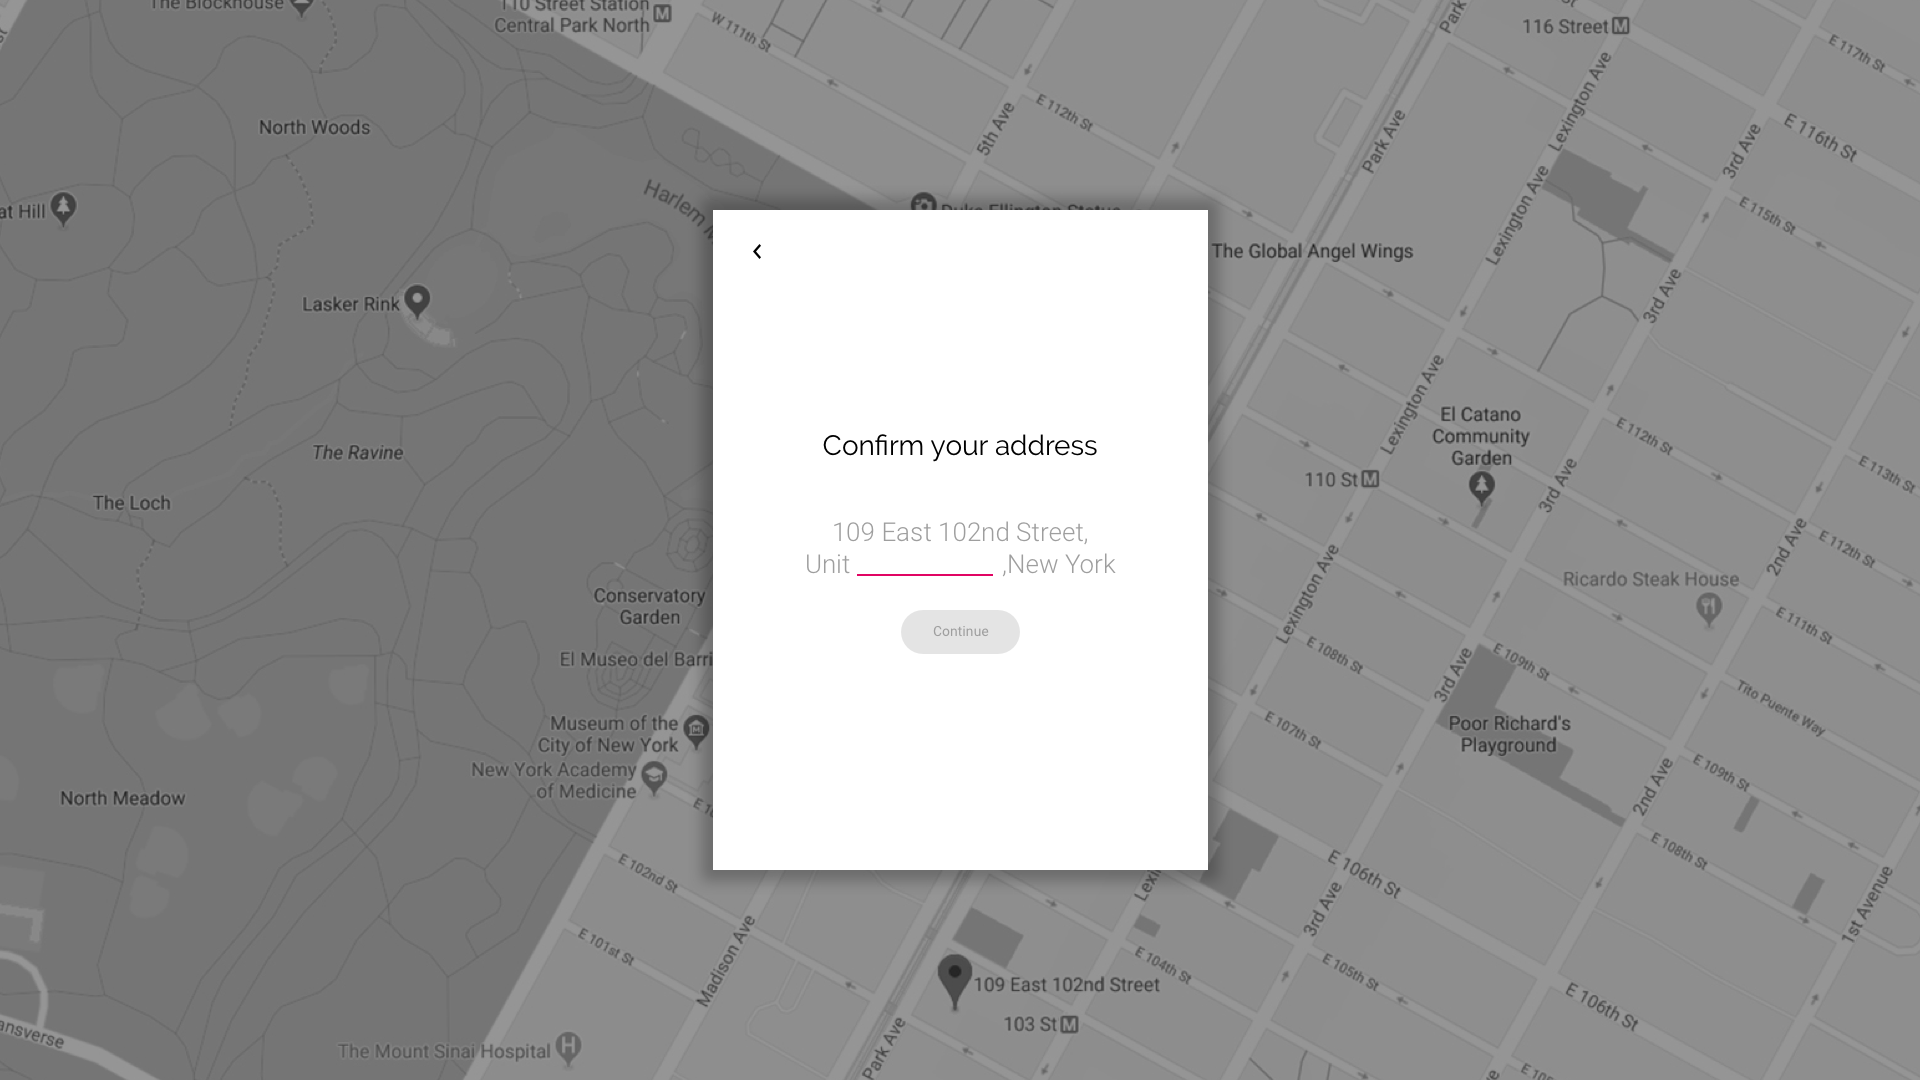 The Blockhouse
110 Street Station
Central Park North
W 111th St
Park
116 Street
E 117th St
North Woods
5th Ave
E 112th St
Park Ave
Lexington Ave
3rd Ave
E 116th St
at Hill
Harlem M
Duke Ellington Statue
Lexington Ave
E 115th St
The Global Angel Wings
Lasker Rink
3rd Ave
Lexington Ave
El Catano
Community
Garden
E 112th St
E 113th St
Confirm your address
The Ravine
110 St
3rd Ave
The Loch
109 East 102nd Street,
Unit ,New York
2nd Ave
E 112th St
Conservatory
Garden
Lexington Ave
Ricardo Steak House
E 111th St
Continue
El Museo del Barri
E 108th St
3rd Ave
E 109th St
Tito Puente Way
Museum of the
City of New York
E 107th St
Poor Richard's
Playground
New York Academy
of Medicine
North Meadow
2nd Ave
E 109th St
E 102nd St
E 106th St
E 108th St
Lexi
3rd Ave
1st Avenue
E 101st St
Madison Ave
E 104th St
E 105th St
109 East 102nd Street
E 106th St
103 St
ansverse
The Mount Sinai Hospital
Park Ave